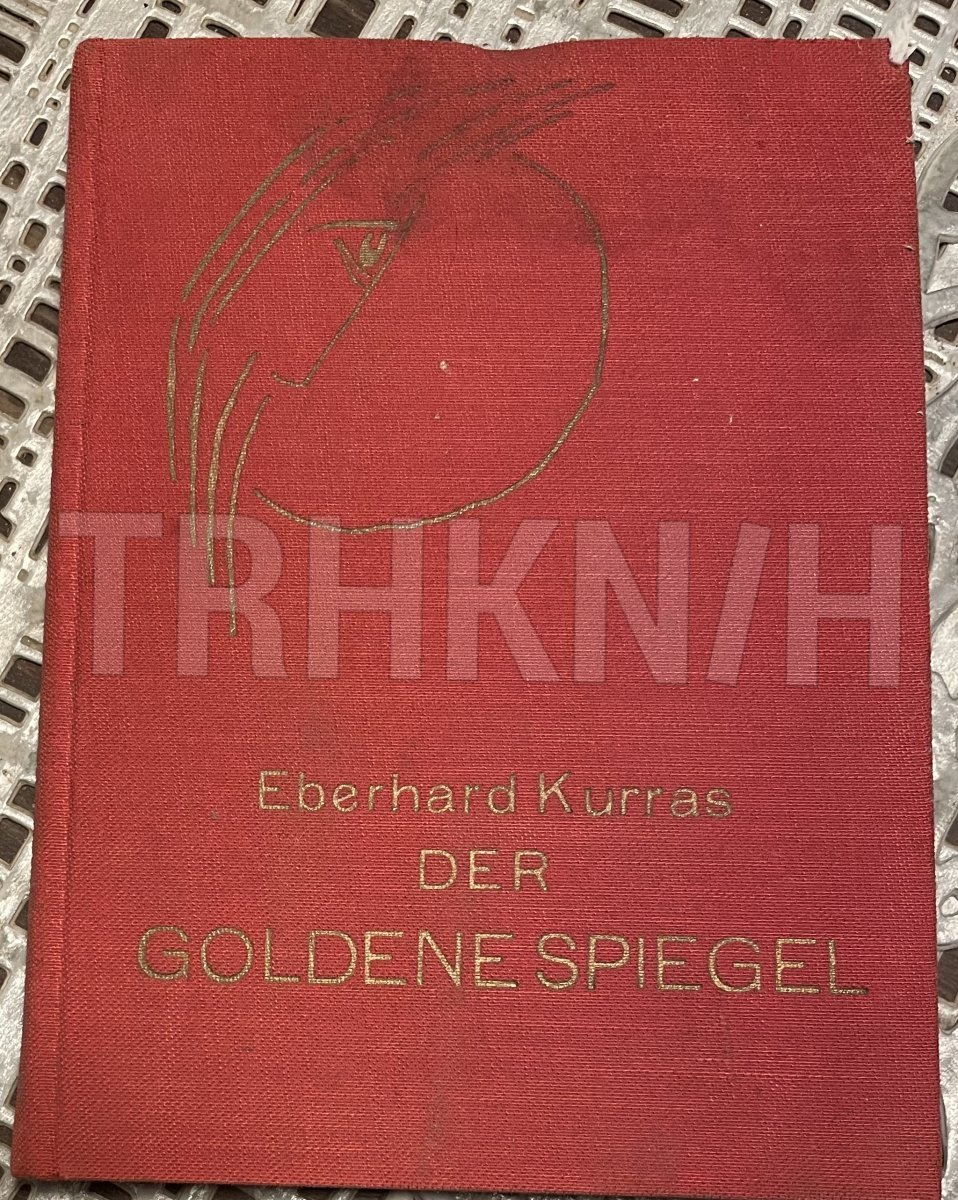 TRHKN/H
Eberhard Kurras
DER
GOLDENE SPIEGEL